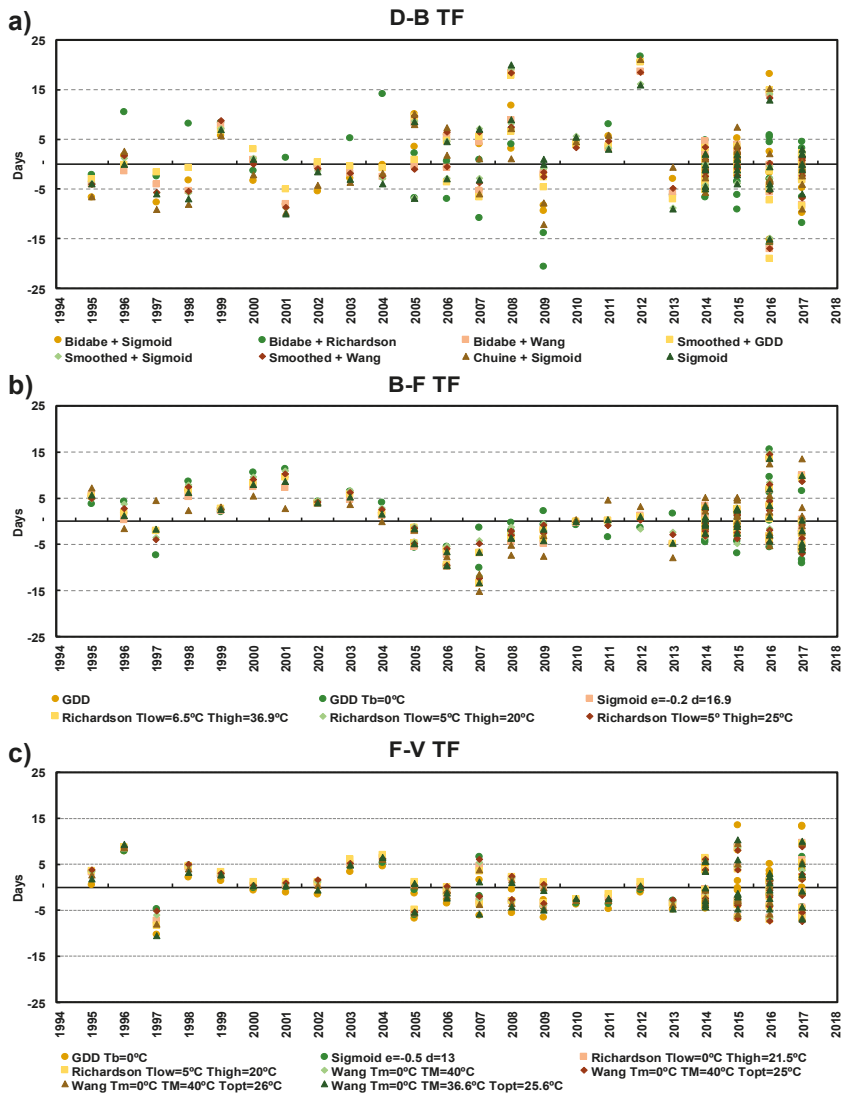 a)
D-B TF
Days
25
15
5
-5
-15
-25
1994 1995 1996 1997 1998 1999 2000 2001 2002 2003 2004 2005 2006 2007 2008 2009 2010 2011 2012 2013 2014 2015 2016 2017 2018
Bidabe + Sigmoid Bidabe + Richardson Bidabe + Wang Smoothed + GDD
Smoothed + Sigmoid Smoothed + Wang Chuine + Sigmoid Sigmoid
b)
B-F TF
Days
25
15
5
-5
-15
-25
1994 1995 1996 1997 1998 1999 2000 2001 2002 2003 2004 2005 2006 2007 2008 2009 2010 2011 2012 2013 2014 2015 2016 2017 2018
GDD GDD Tb=0ºC Sigmoid e=-0.2 d=16.9
Richardson Tlow=6.5ºC Thigh=36.9ºC Richardson Tlow=5ºC Thigh=20ºC Richardson Tlow=5º Thigh=25ºC
c)
F-V TF
Days
25
15
5
-5
-15
-25
1994 1995 1996 1997 1998 1999 2000 2001 2002 2003 2004 2005 2006 2007 2008 2009 2010 2011 2012 2013 2014 2015 2016 2017 2018
GDD Tb=0ºC Sigmoid e=-0.5 d=13 Richardson Tlow=0ºC Thigh=21.5ºC
Richardson Tlow=5ºC Thigh=20ºC Wang Tm=0ºC TM=40ºC Wang Tm=0ºC TM=40ºC Topt=25ºC
Wang Tm=0ºC TM=40ºC Topt=26ºC Wang Tm=0ºC TM=36.6ºC Topt=25.6ºC